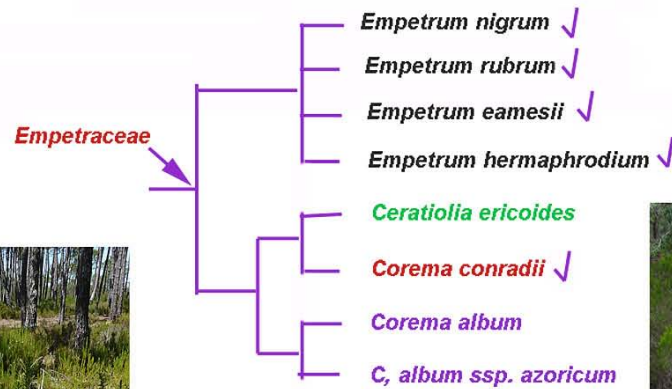 Empetrum nigrum
Empetrum rubrum
Empetrum eamesii
Empetraceae
Empetrum hermaphrodium
Ceratiolia ericoides
Corema conradii
Corema album
C, album ssp. azoricum